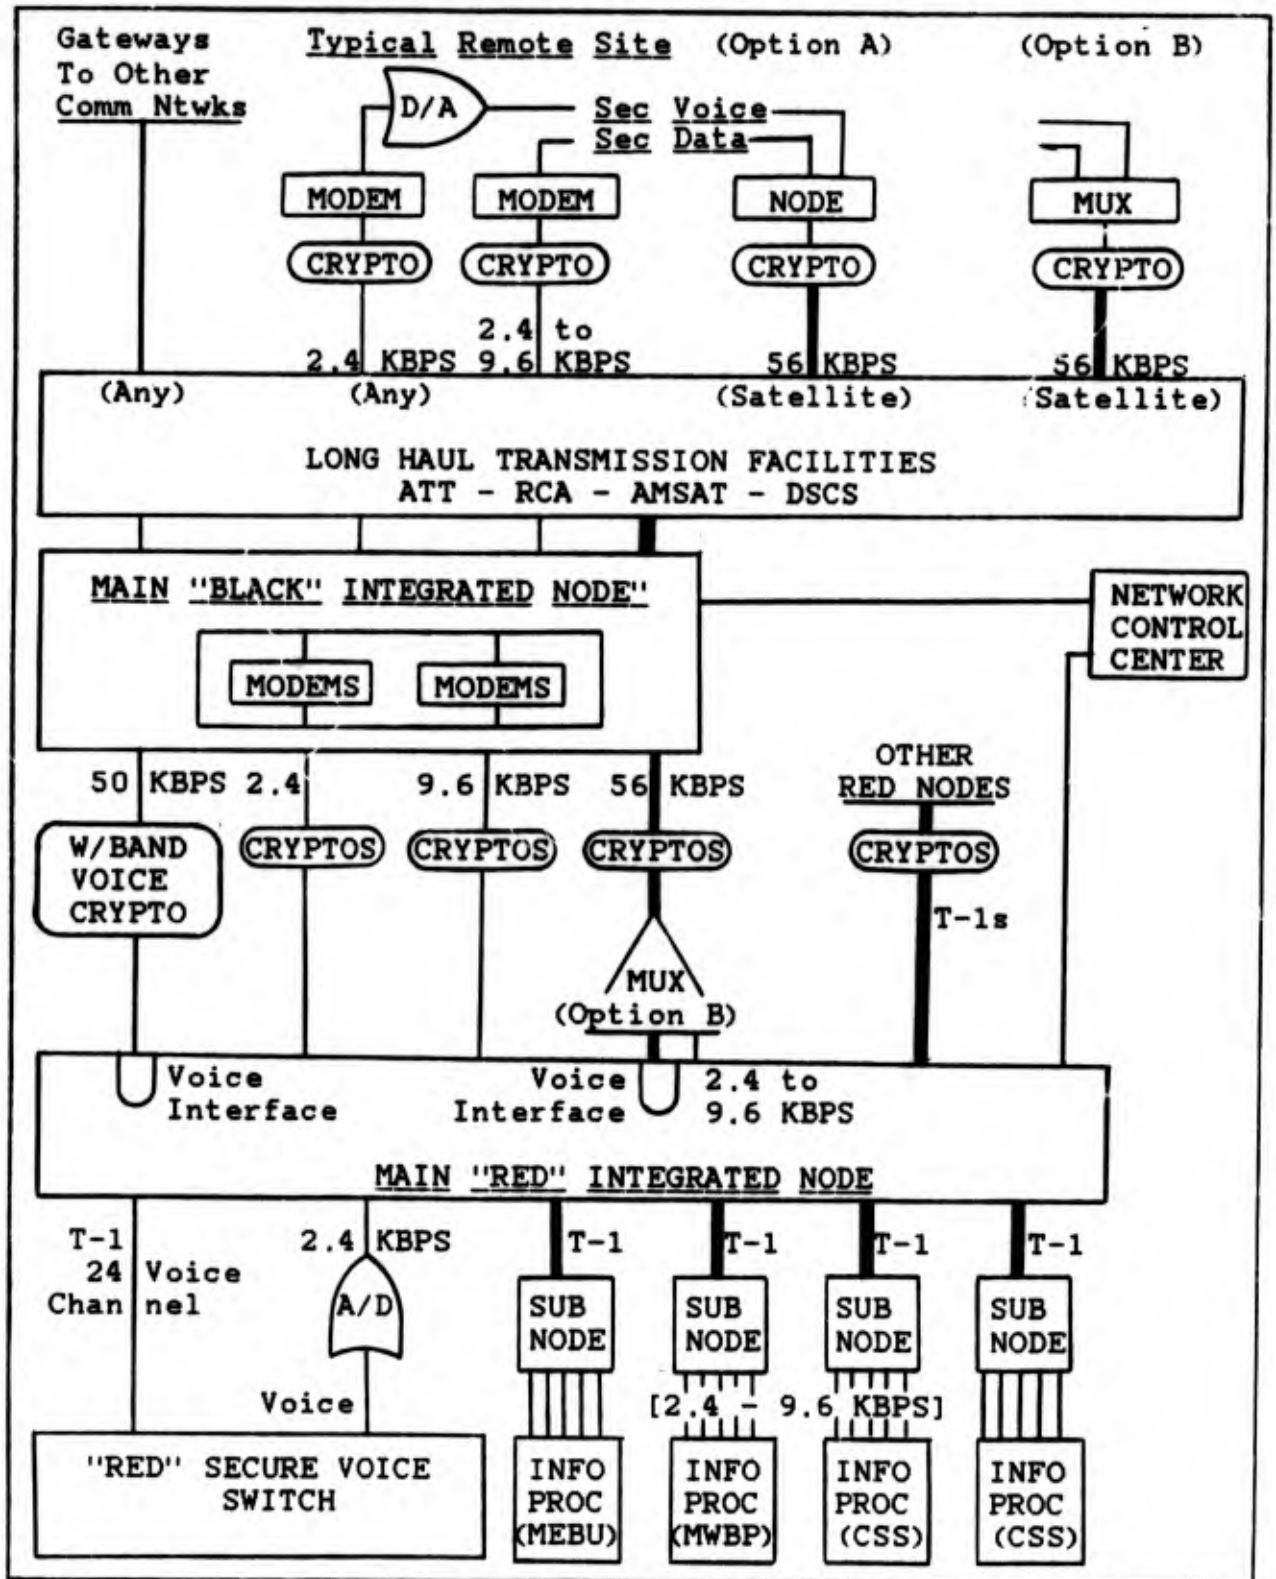 Gateways
To Other
Comm Ntwks
Typical Remote Site (Option A) (Option B)
D/A
Sec Voice
Sec Data
MODEM MODEM NODE MUX
CRYPTO CRYPTO CRYPTO CRYPTO
2.4 to
2.4 KBPS 9.6 KBPS 56 KBPS 56 KBPS
(Any) (Any) (Satellite) (Satellite)
LONG HAUL TRANSMISSION FACILITIES
ATT - RCA - AMSAT - DSCS
MAIN "BLACK" INTEGRATED NODE"
MODEMS MODEMS
NETWORK
CONTROL
CENTER
50 KBPS 2.4 9.6 KBPS 56 KBPS
OTHER
RED NODES
W/BAND
VOICE
CRYPTO
CRYPTOS CRYPTOS CRYPTOS CRYPTOS
T-1s
MUX
(Option B)
Voice
Interface
Voice
Interface
2.4 to
9.6 KBPS
MAIN "RED" INTEGRATED NODE
T-1
24 Voice
Chan nel
2.4 KBPS
A/D
Voice
T-1 T-1 T-1 T-1
SUB
NODE
SUB
NODE
SUB
NODE
SUB
NODE
[2.4 - 9.6 KBPS]
"RED" SECURE VOICE
SWITCH
INFO
PROC
(MEBU)
INFO
PROC
(MWBP)
INFO
PROC
(CSS)
INFO
PROC
(CSS)